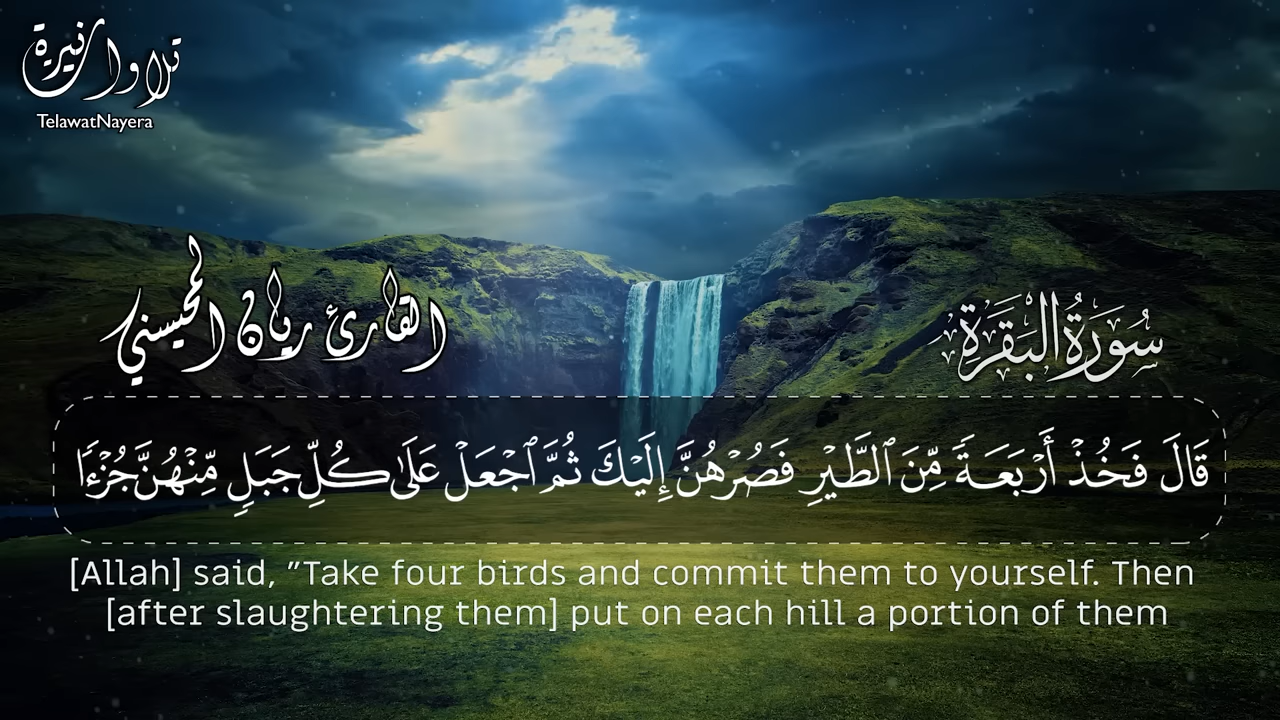 تلاوات نيرة
TelawatNayera
القارئ ريان المحيسني
سُورَةُ البَقَرَةِ
قَالَ فَخُذْ أَرْبَعَةً مِّنَ ٱلطَّيْرِ فَصُرْهُنَّ إِلَيْكَ ثُمَّ ٱجْعَلْ عَلَىٰ كُلِّ جَبَلٍ مِّنْهُنَّ جُزْءًا
[Allah] said, "Take four birds and commit them to yourself. Then
[after slaughtering them] put on each hill a portion of them